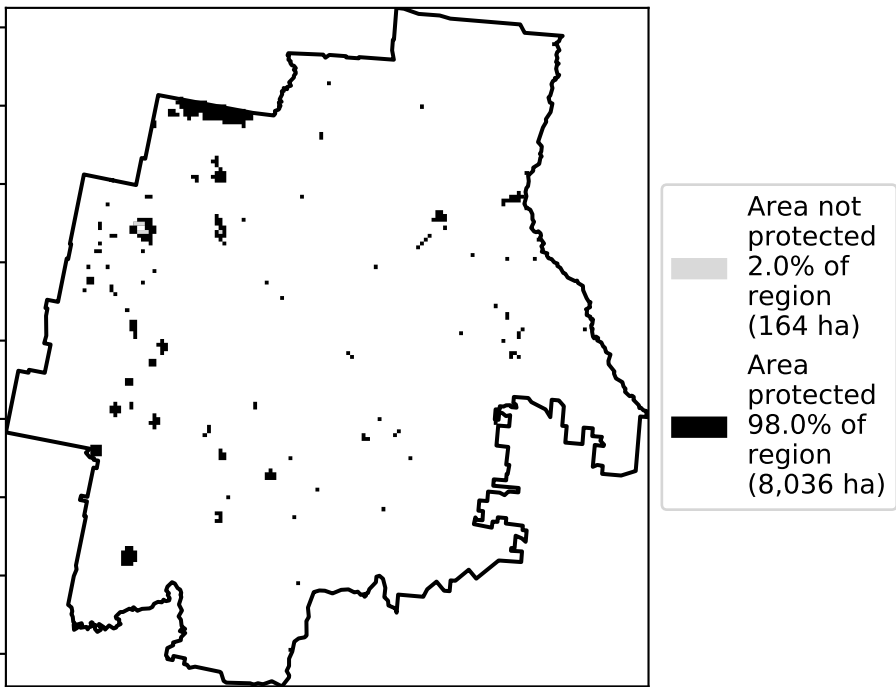 Area not
protected
2.0% of
region
(164 ha)
Area
protected
98.0% of
region
(8,036 ha)